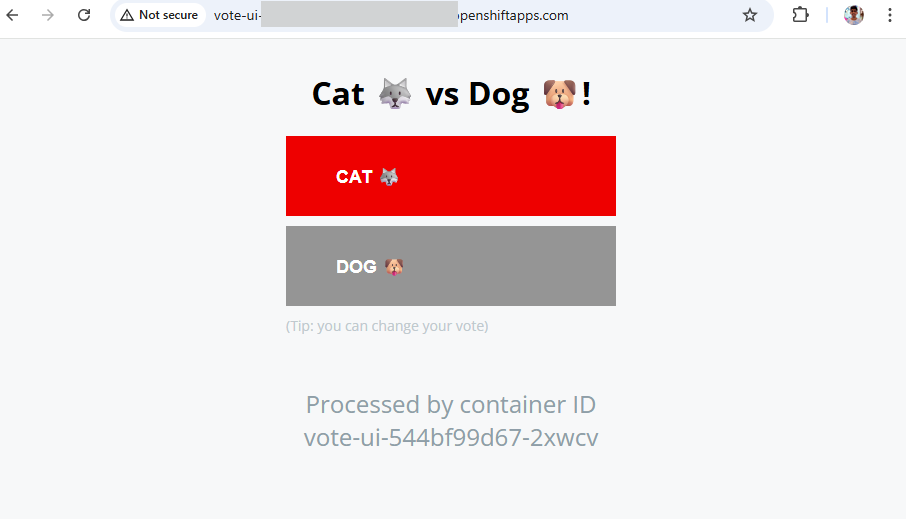 Not secure vote-ui- openshiftapps.com
Cat 🐺 vs Dog 🐶!
CAT 🐺
DOG 🐶
(Tip: you can change your vote)
Processed by container ID
vote-ui-544bf99d67-2xwcv